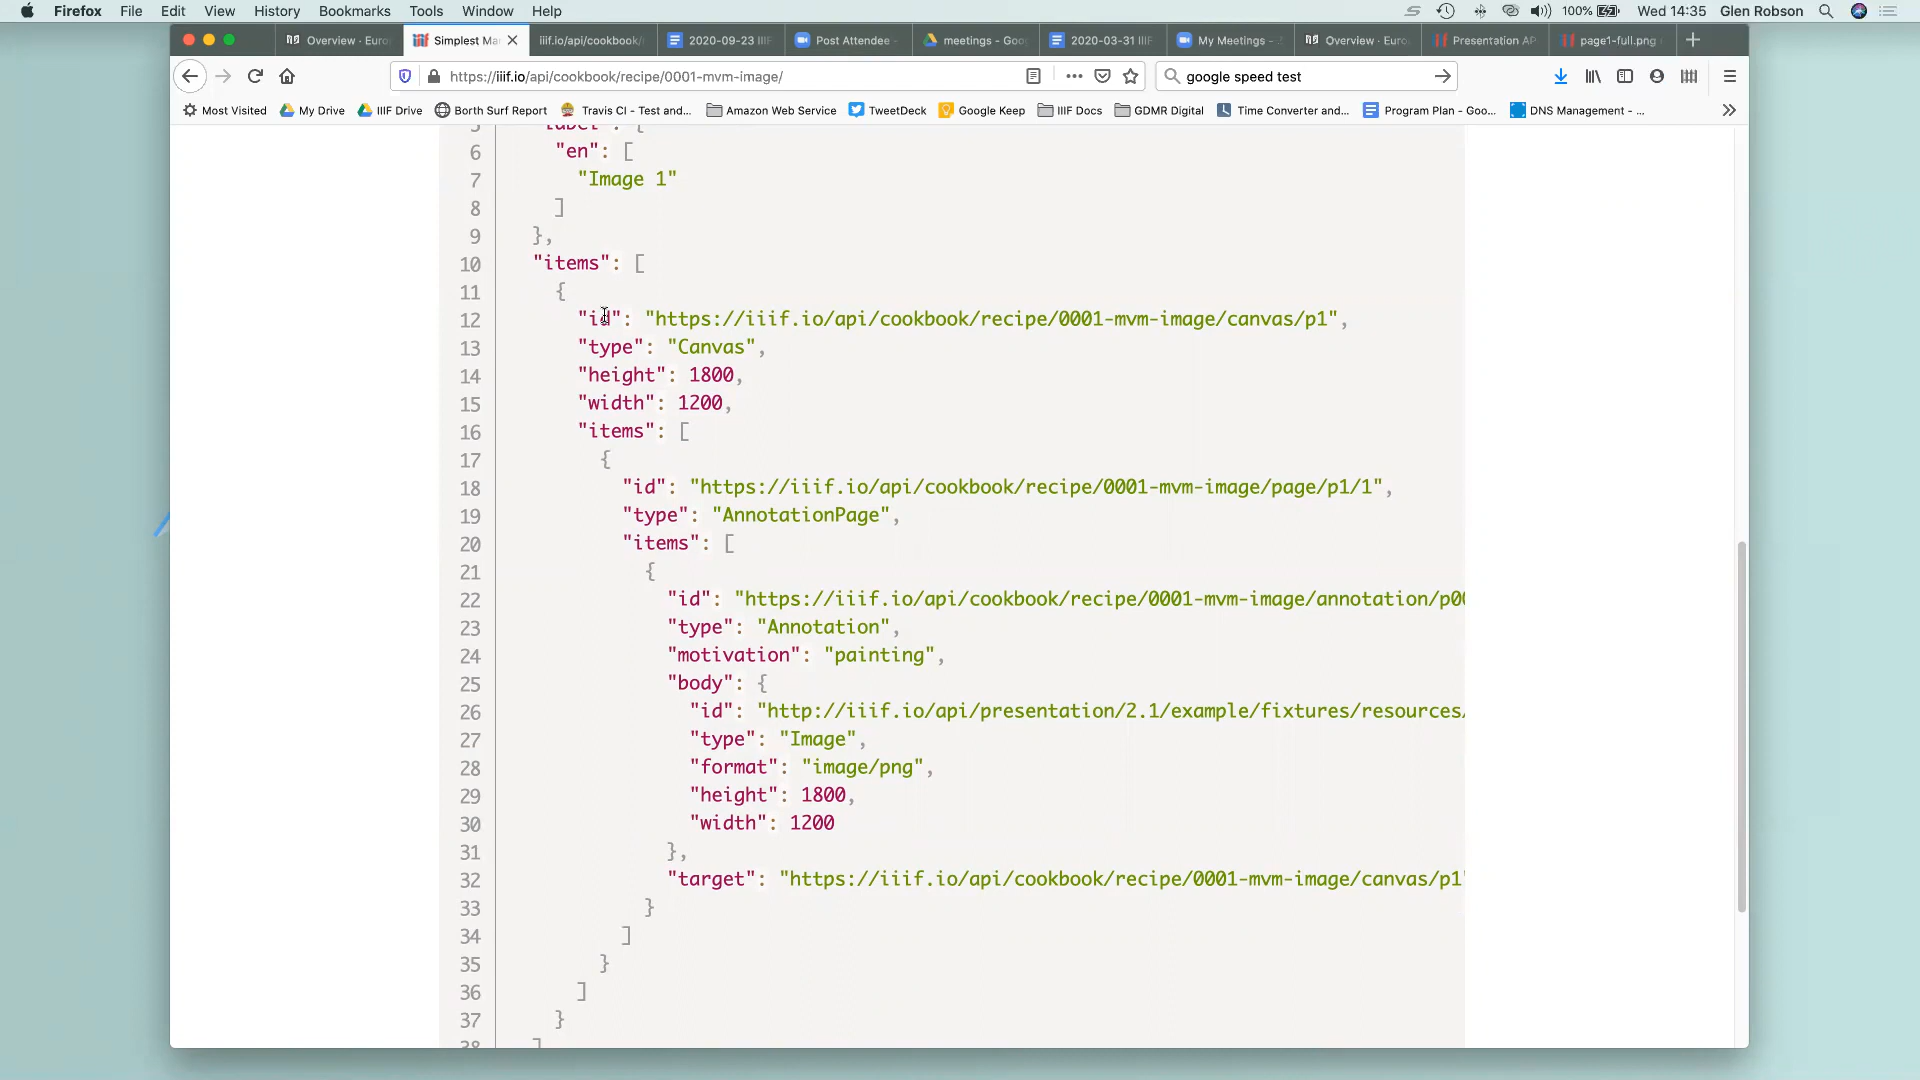 Firefox File Edit View History Bookmarks Tools Window Help 100% Wed 14:35 Glen Robson
Overview - Euro Simplest Ma iiif.io/api/cookbook/ 2020-09-23 IIIF Post Attendee - meetings - Goo 2020-03-31 IIIF My Meetings - Overview - Euro Presentation AP page1-full.png
https://iiif.io/api/cookbook/recipe/0001-mvm-image/ google speed test
Most Visited My Drive IIIF Drive Borth Surf Report Travis CI - Test and... Amazon Web Service TweetDeck Google Keep IIIF Docs GDMR Digital Time Converter and... Program Plan - Goo... DNS Management - ...
5 "label": {
6 "en": [
7 "Image 1"
8 ]
9 },
10 "items": [
11 {
12 "id": "https://iiif.io/api/cookbook/recipe/0001-mvm-image/canvas/p1",
13 "type": "Canvas",
14 "height": 1800,
15 "width": 1200,
16 "items": [
17 {
18 "id": "https://iiif.io/api/cookbook/recipe/0001-mvm-image/page/p1/1",
19 "type": "AnnotationPage",
20 "items": [
21 {
22 "id": "https://iiif.io/api/cookbook/recipe/0001-mvm-image/annotation/p00
23 "type": "Annotation",
24 "motivation": "painting",
25 "body": {
26 "id": "http://iiif.io/api/presentation/2.1/example/fixtures/resources/
27 "type": "Image",
28 "format": "image/png",
29 "height": 1800,
30 "width": 1200
31 },
32 "target": "https://iiif.io/api/cookbook/recipe/0001-mvm-image/canvas/p1"
33 }
34 ]
35 }
36 ]
37 }
38 ]